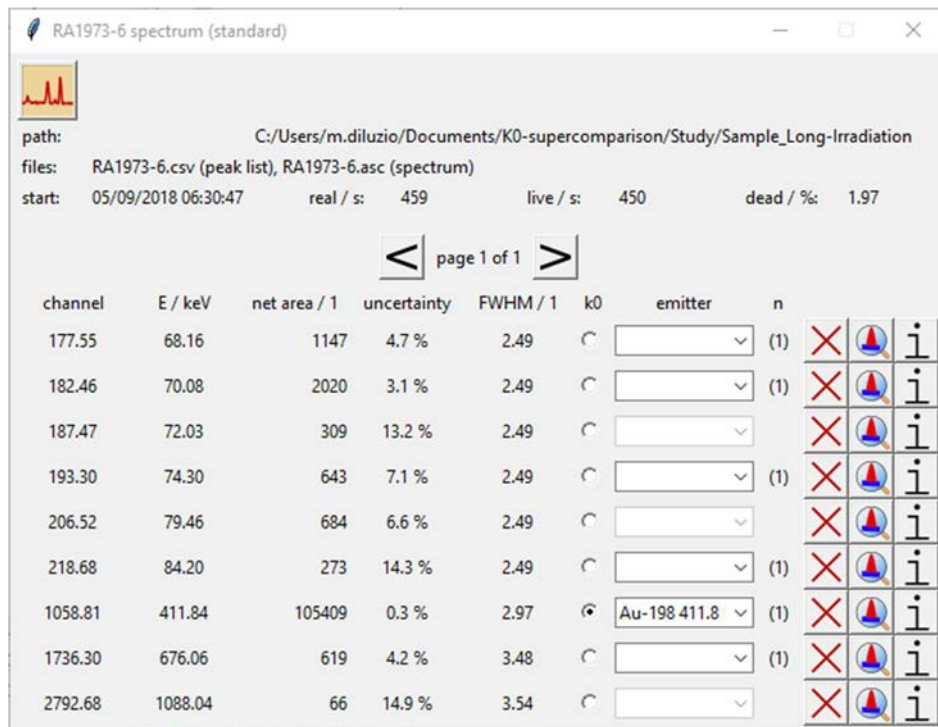 RA1973-6 spectrum (standard)
path: C:/Users/m.diluzio/Documents/K0-supercomparison/Study/Sample_Long-Irradiation
files: RA1973-6.csv (peak list), RA1973-6.asc (spectrum)
start: 05/09/2018 06:30:47 real / s: 459 live / s: 450 dead / %: 1.97
< page 1 of 1 >
channel E / keV net area / 1 uncertainty FWHM / 1 k0 emitter n
177.55 68.16 1147 4.7 % 2.49 (1) i
182.46 70.08 2020 3.1 % 2.49 (1) i
187.47 72.03 309 13.2 % 2.49 i
193.30 74.30 643 7.1 % 2.49 (1) i
206.52 79.46 684 6.6 % 2.49 i
218.68 84.20 273 14.3 % 2.49 (1) i
1058.81 411.84 105409 0.3 % 2.97 Au-198 411.8 (1) i
1736.30 676.06 619 4.2 % 3.48 (1) i
2792.68 1088.04 66 14.9 % 3.54 i